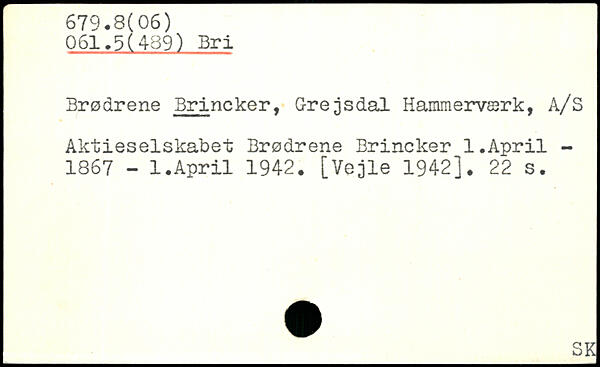 679.8(06)
061.5(489) Bri
Brødrene Brincker, Grejsdal Hammerværk, A/S
Aktieselskabet Brødrene Brincker 1.April -
1867 - 1.April 1942. [Vejle 1942]. 22 s.
SK